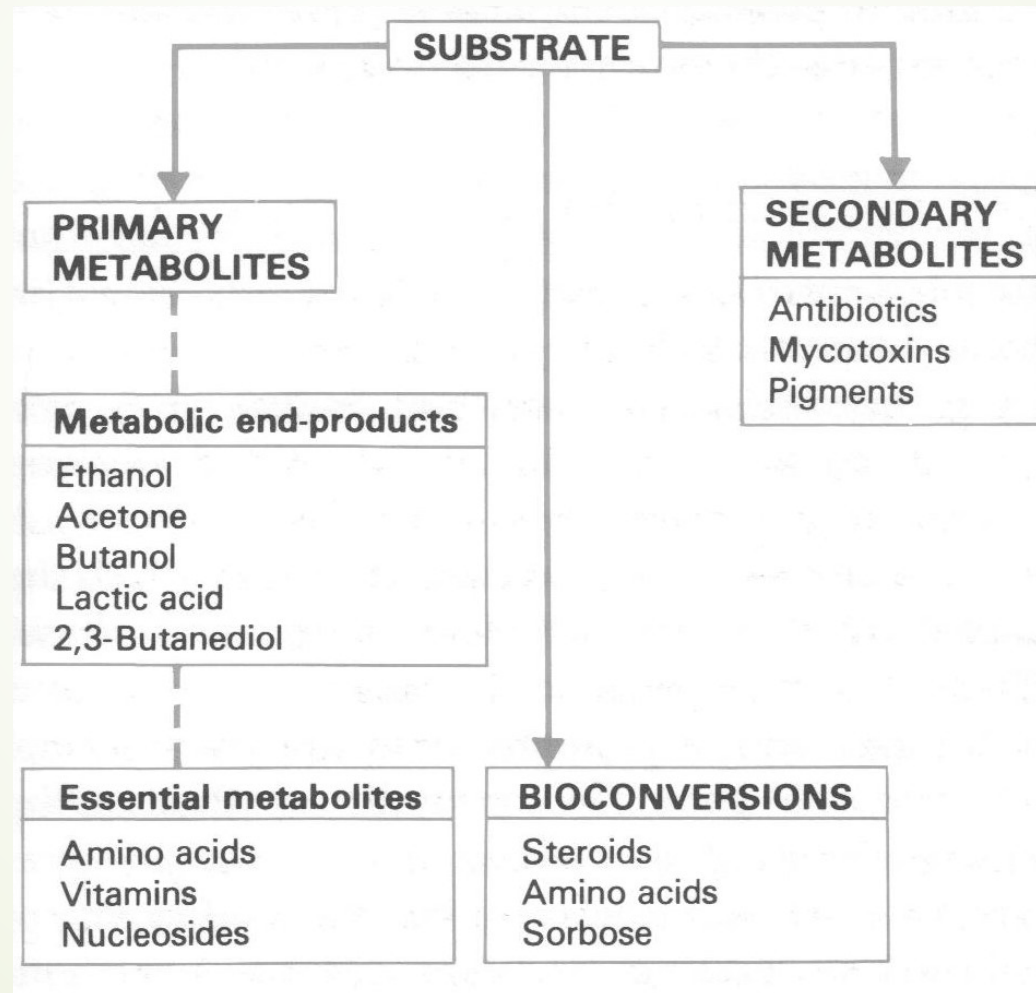 SUBSTRATE
PRIMARY
METABOLITES
SECONDARY
METABOLITES
Antibiotics
Mycotoxins
Pigments
Metabolic end-products
Ethanol
Acetone
Butanol
Lactic acid
2,3-Butanediol
Essential metabolites
Amino acids
Vitamins
Nucleosides
BIOCONVERSIONS
Steroids
Amino acids
Sorbose